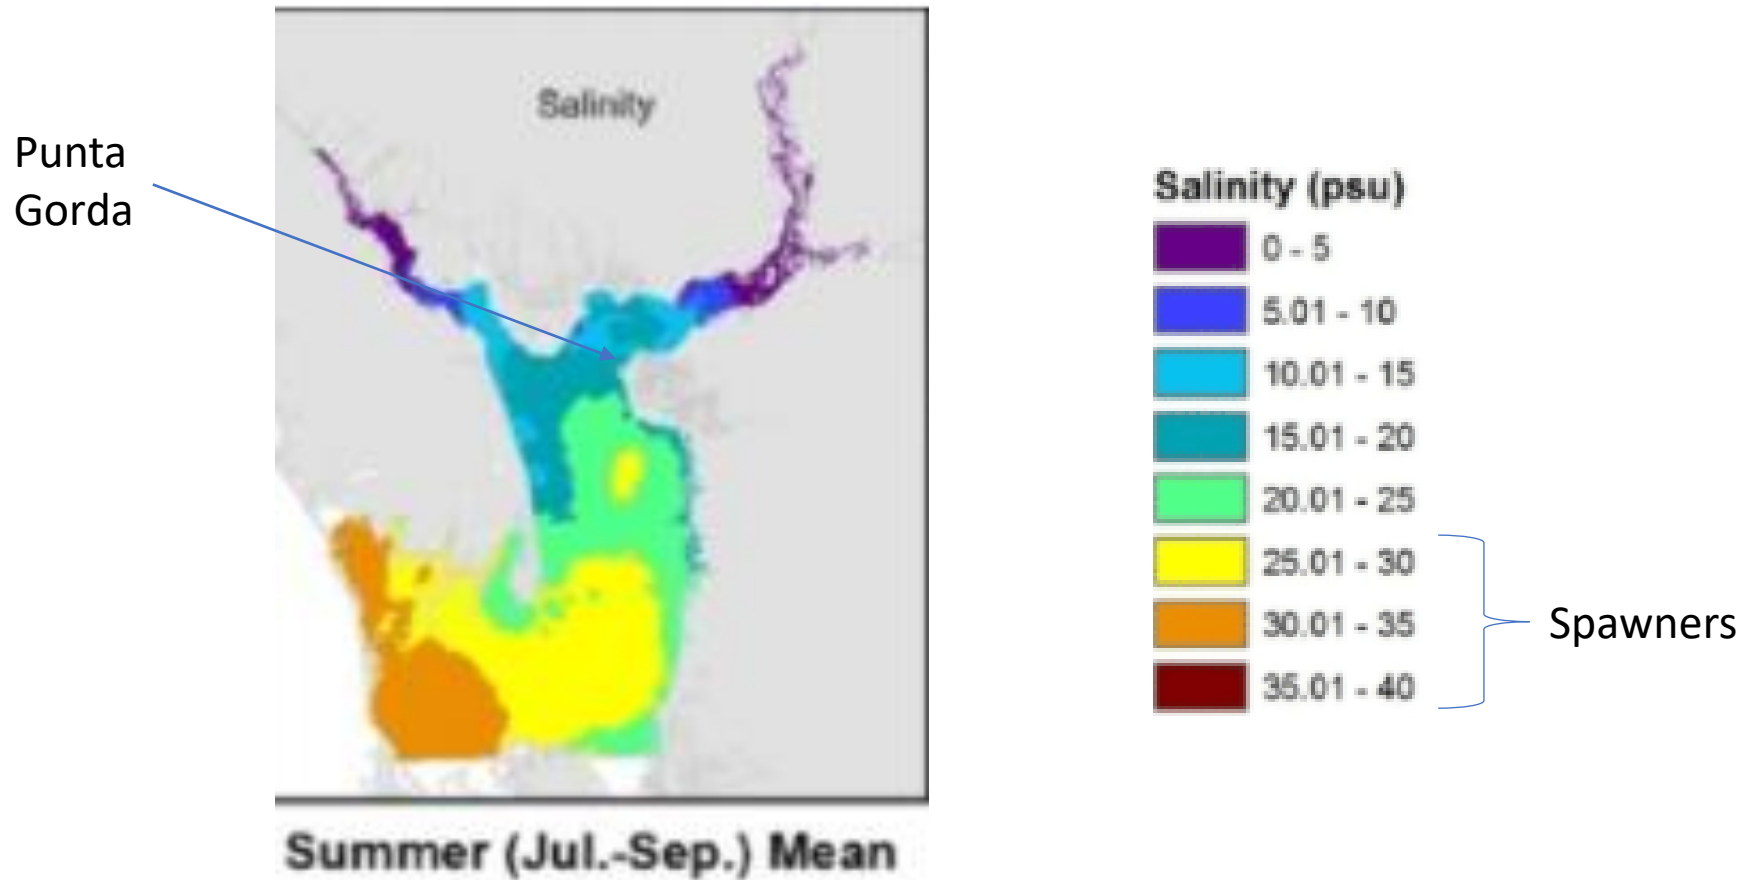 Salinity
Punta
Gorda
Salinity (psu)
0 - 5
5.01 - 10
10.01 - 15
15.01 - 20
20.01 - 25
25.01 - 30
30.01 - 35
Spawners
35.01 - 40
Summer (Jul.-Sep.) Mean